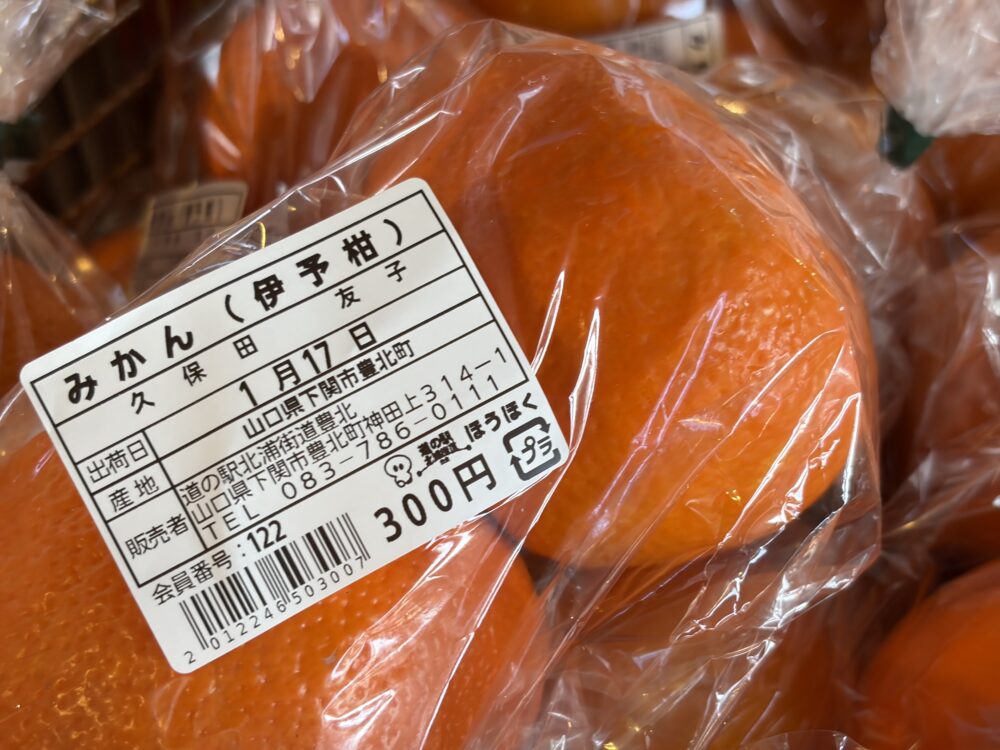 みかん(伊予柑)
久保田 友子
出荷日 1月17日
産地 山口県下関市豊北町
販売者 道の駅北浦街道豊北
山口県下関市豊北町神田上314-1
TEL 083-786-0111
会員番号:122
ほうほく
プラ
300円
2012246503007